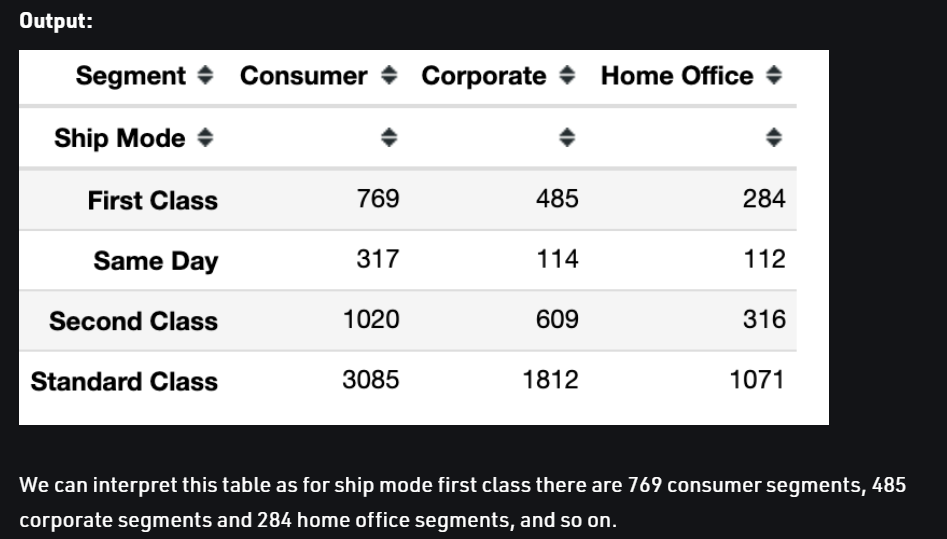 Output:
Segment Consumer Corporate Home Office
Ship Mode
First Class 769 485 284
Same Day 317 114 112
Second Class 1020 609 316
Standard Class 3085 1812 1071
We can interpret this table as for ship mode first class there are 769 consumer segments, 485
corporate segments and 284 home office segments, and so on.